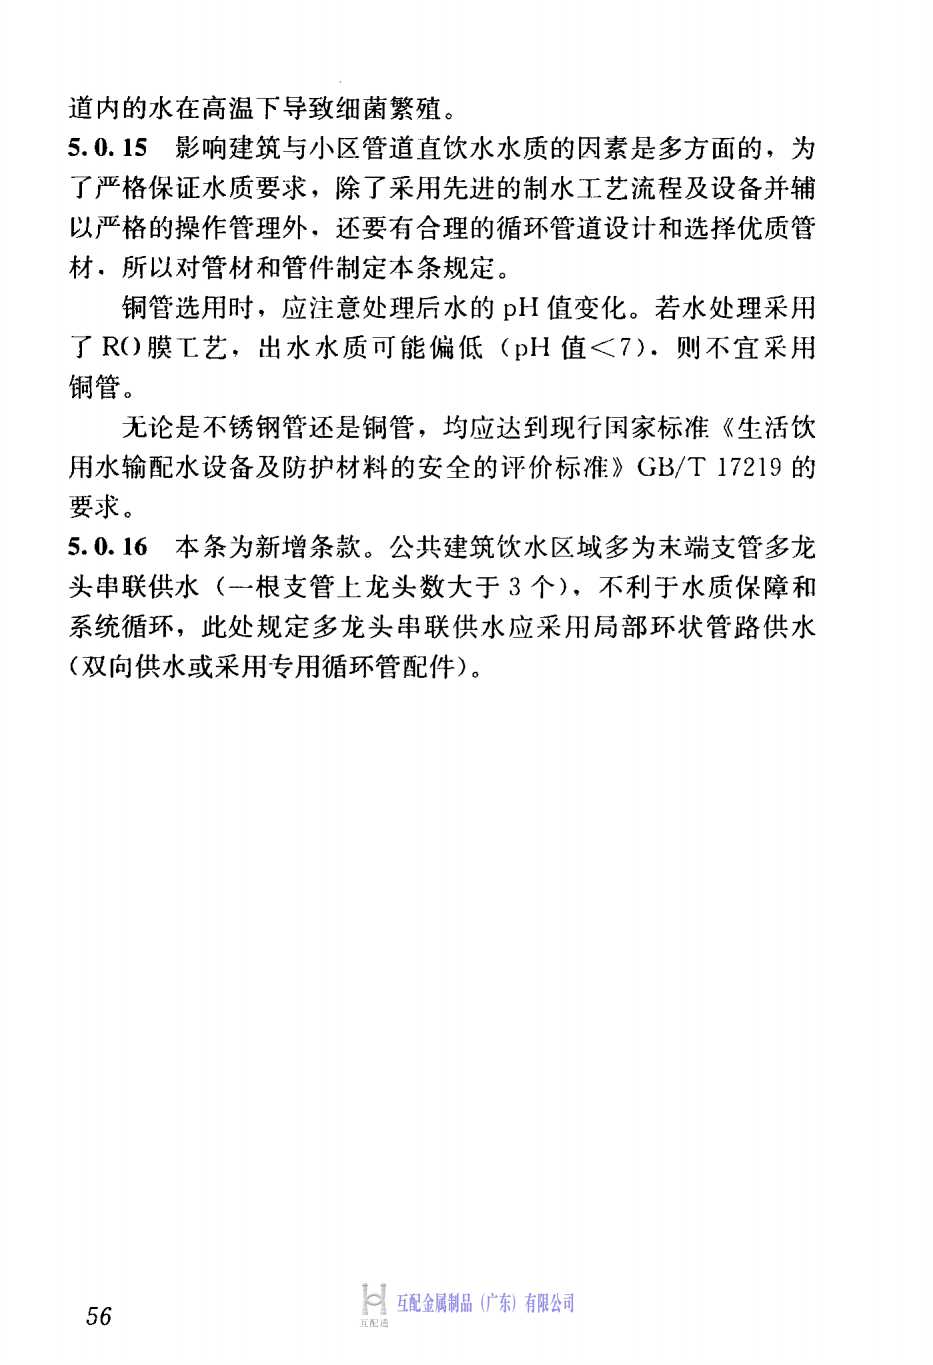 道内的水在高温下导致细菌繁殖。
5.0.15 影响建筑与小区管道直饮水水质的因素是多方面的，为
了严格保证水质要求，除了采用先进的制水工艺流程及设备并辅
以严格的操作管理外，还要有合理的循环管道设计和选择优质管
材，所以对管材和管件制定本条规定。
铜管选用时，应注意处理后水的 pH 值变化。若水处理采用
了 RO 膜工艺，出水水质可能偏低（pH 值＜7），则不宜采用
铜管。
无论是不锈钢管还是铜管，均应达到现行国家标准《生活饮
用水输配水设备及防护材料的安全的评价标准》GB/T 17219 的
要求。
5.0.16 本条为新增条款。公共建筑饮水区域多为末端支管多龙
头串联供水（一根支管上龙头数大于 3 个），不利于水质保障和
系统循环，此处规定多龙头串联供水应采用局部环状管路供水
（双向供水或采用专用循环管配件）。
56
互配通
互配金属制品（广东）有限公司